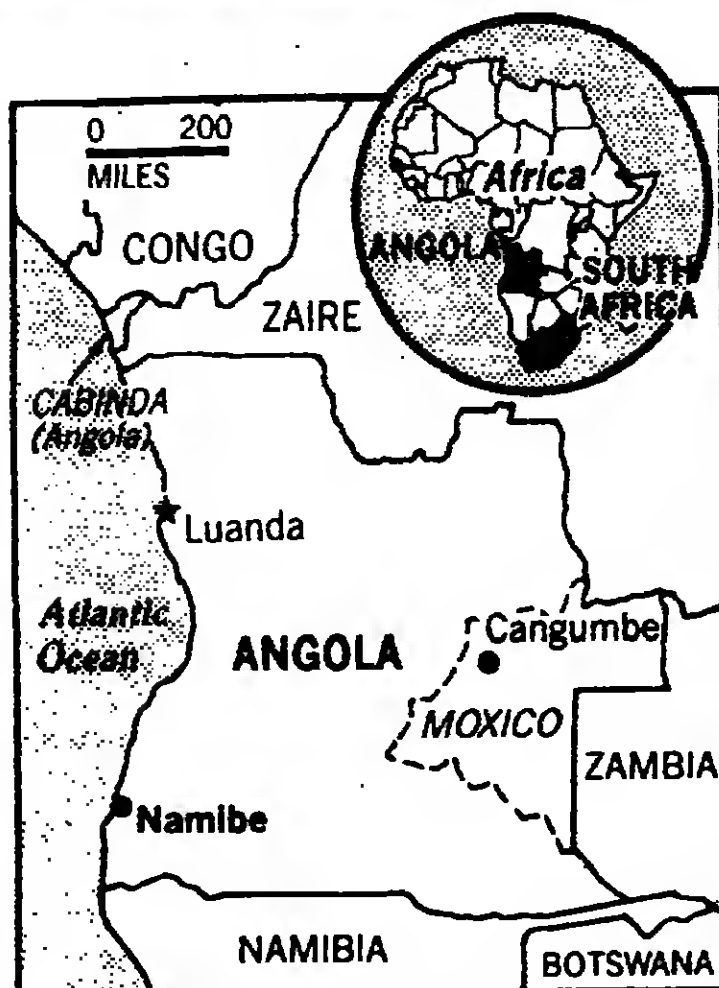 0 200
MILES
Africa
ANGOLA
SOUTH
AFRICA
CONGO
ZAIRE
CABINDA
(Angola)
Luanda
Atlantic
Ocean
ANGOLA
Cangumbe
MOXICO
ZAMBIA
Namibe
NAMIBIA
BOTSWANA